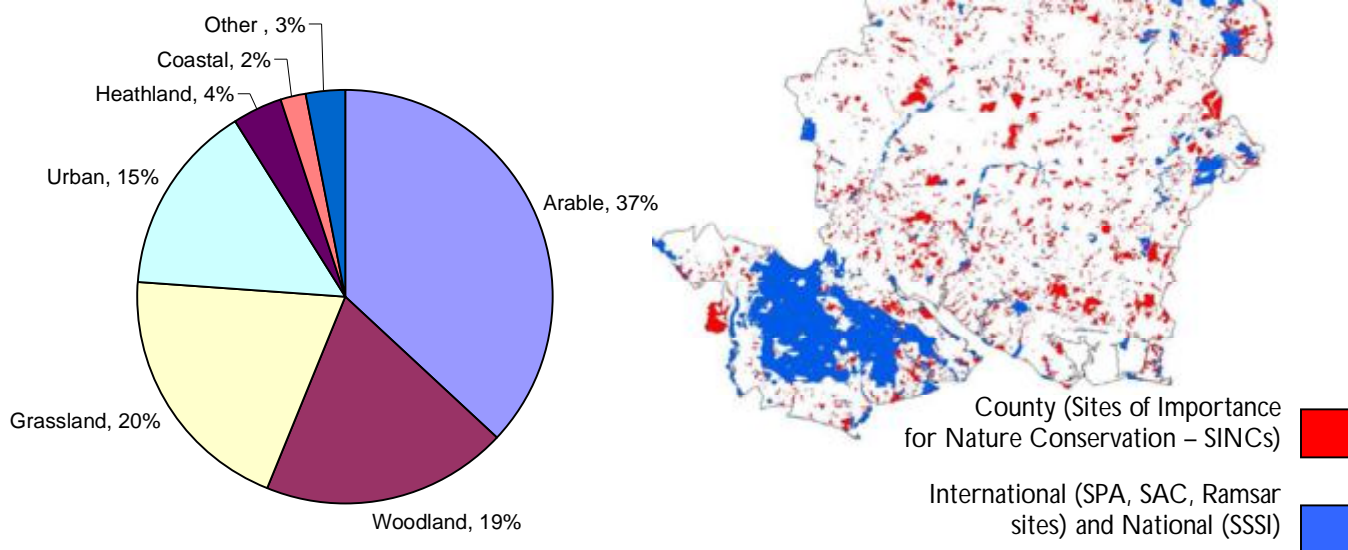 Other , 3%
Coastal, 2%
Heathland, 4%
Urban, 15%
Arable, 37%
Grassland, 20%
Woodland, 19%
County (Sites of Importance
for Nature Conservation – SINCs)
International (SPA, SAC, Ramsar
sites) and National (SSSI)